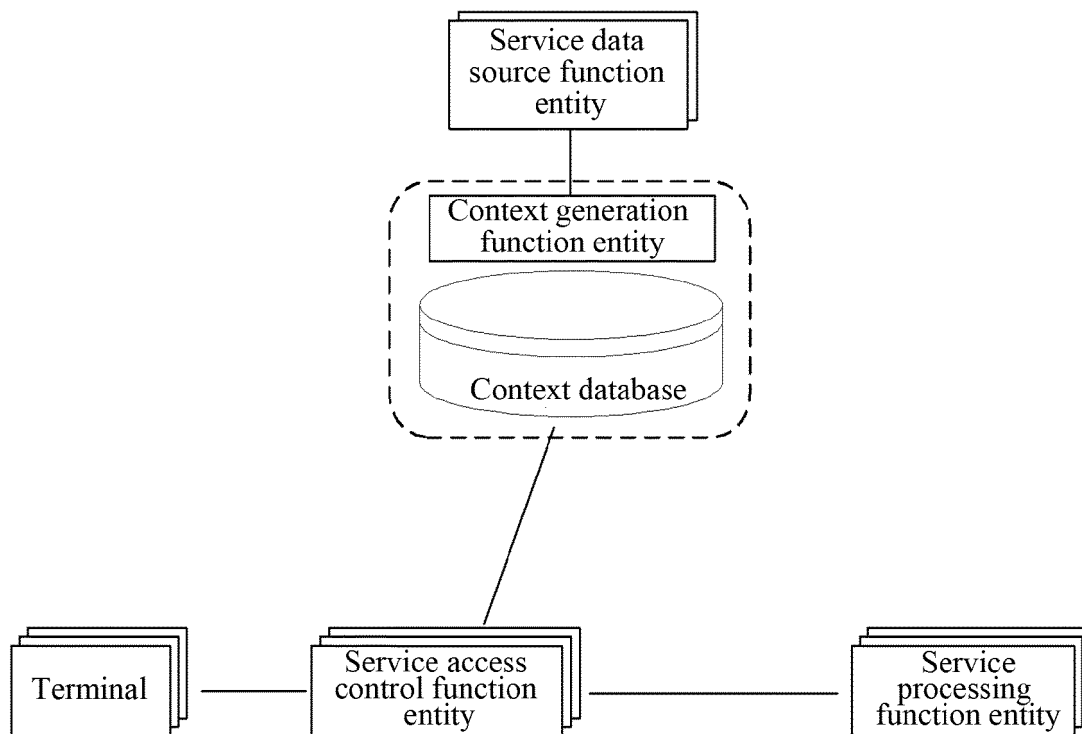 Service data
source function
entity
Context generation
function entity
Context database
Terminal
Service access
control function
entity
Service
processing
function entity